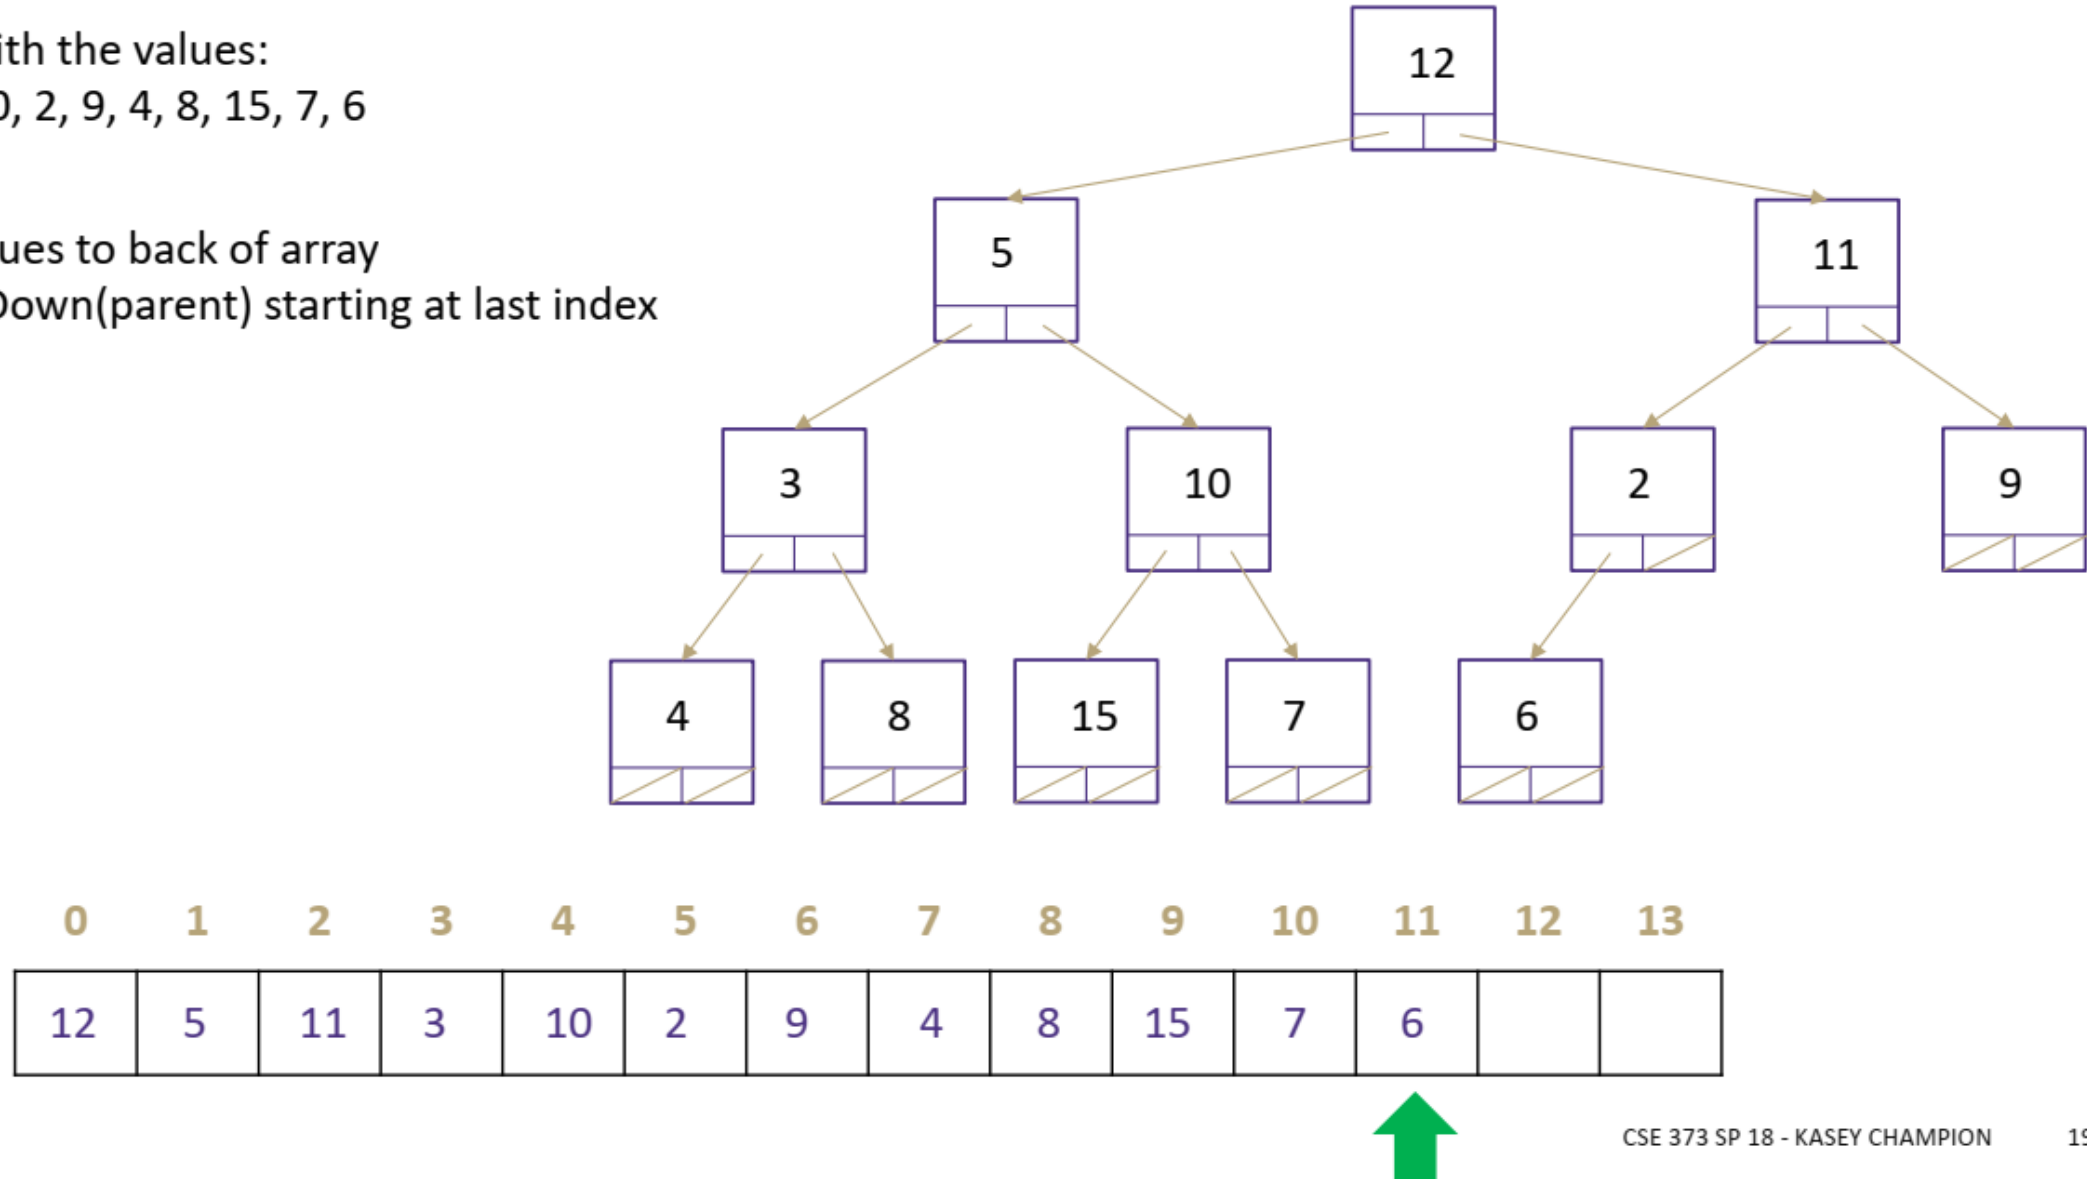 ith the values:
0, 2, 9, 4, 8, 15, 7, 6
ues to back of array
Down(parent) starting at last index
12
5 11
3 10 2 9
4 8 15 7 6
0 1 2 3 4 5 6 7 8 9 10 11 12 13
12 5 11 3 10 2 9 4 8 15 7 6
CSE 373 SP 18 - KASEY CHAMPION 19